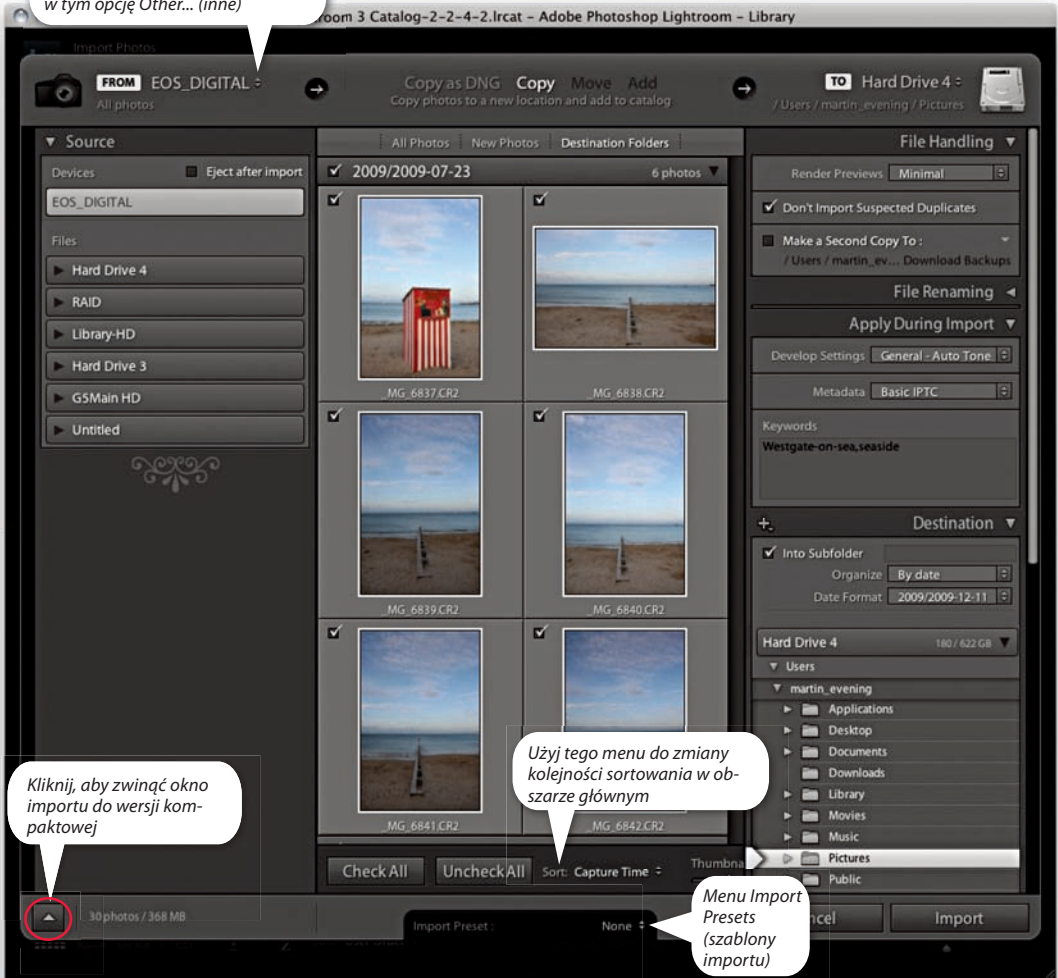 w tym opcję Other... (inne)
room 3 Catalog-2-2-4-2.lrcat – Adobe Photoshop Lightroom – Library
Import Photos
FROM EOS_DIGITAL
All photos
Copy as DNG Copy Move Add
Copy photos to a new location and add to catalog
TO Hard Drive 4
/ Users / martin_evening / Pictures
Source
Devices Eject after import
EOS_DIGITAL
Files
Hard Drive 4
RAID
Library-HD
Hard Drive 3
G5Main HD
Untitled
All Photos New Photos Destination Folders
2009/2009-07-23 6 photos
_MG_6837.CR2 _MG_6838.CR2
_MG_6839.CR2 _MG_6840.CR2
_MG_6841.CR2 _MG_6842.CR2
File Handling
Render Previews Minimal
Don't Import Suspected Duplicates
Make a Second Copy To :
/ Users / martin_ev... Download Backups
File Renaming
Apply During Import
Develop Settings General - Auto Tone
Metadata Basic IPTC
Keywords
Westgate-on-sea,seaside
Destination
Into Subfolder
Organize By date
Date Format 2009/2009-12-11
Hard Drive 4 180 / 622 GB
Users
martin_evening
Applications
Desktop
Documents
Downloads
Library
Movies
Music
Pictures
Public
Użyj tego menu do zmiany
kolejności sortowania w ob-
szarze głównym
Kliknij, aby zwinąć okno
importu do wersji kom-
paktowej
Check All Uncheck All Sort: Capture Time Thumbna
30 photos / 368 MB
Import Preset : None
Menu Import
Presets
(szablony
importu)
ncel Import